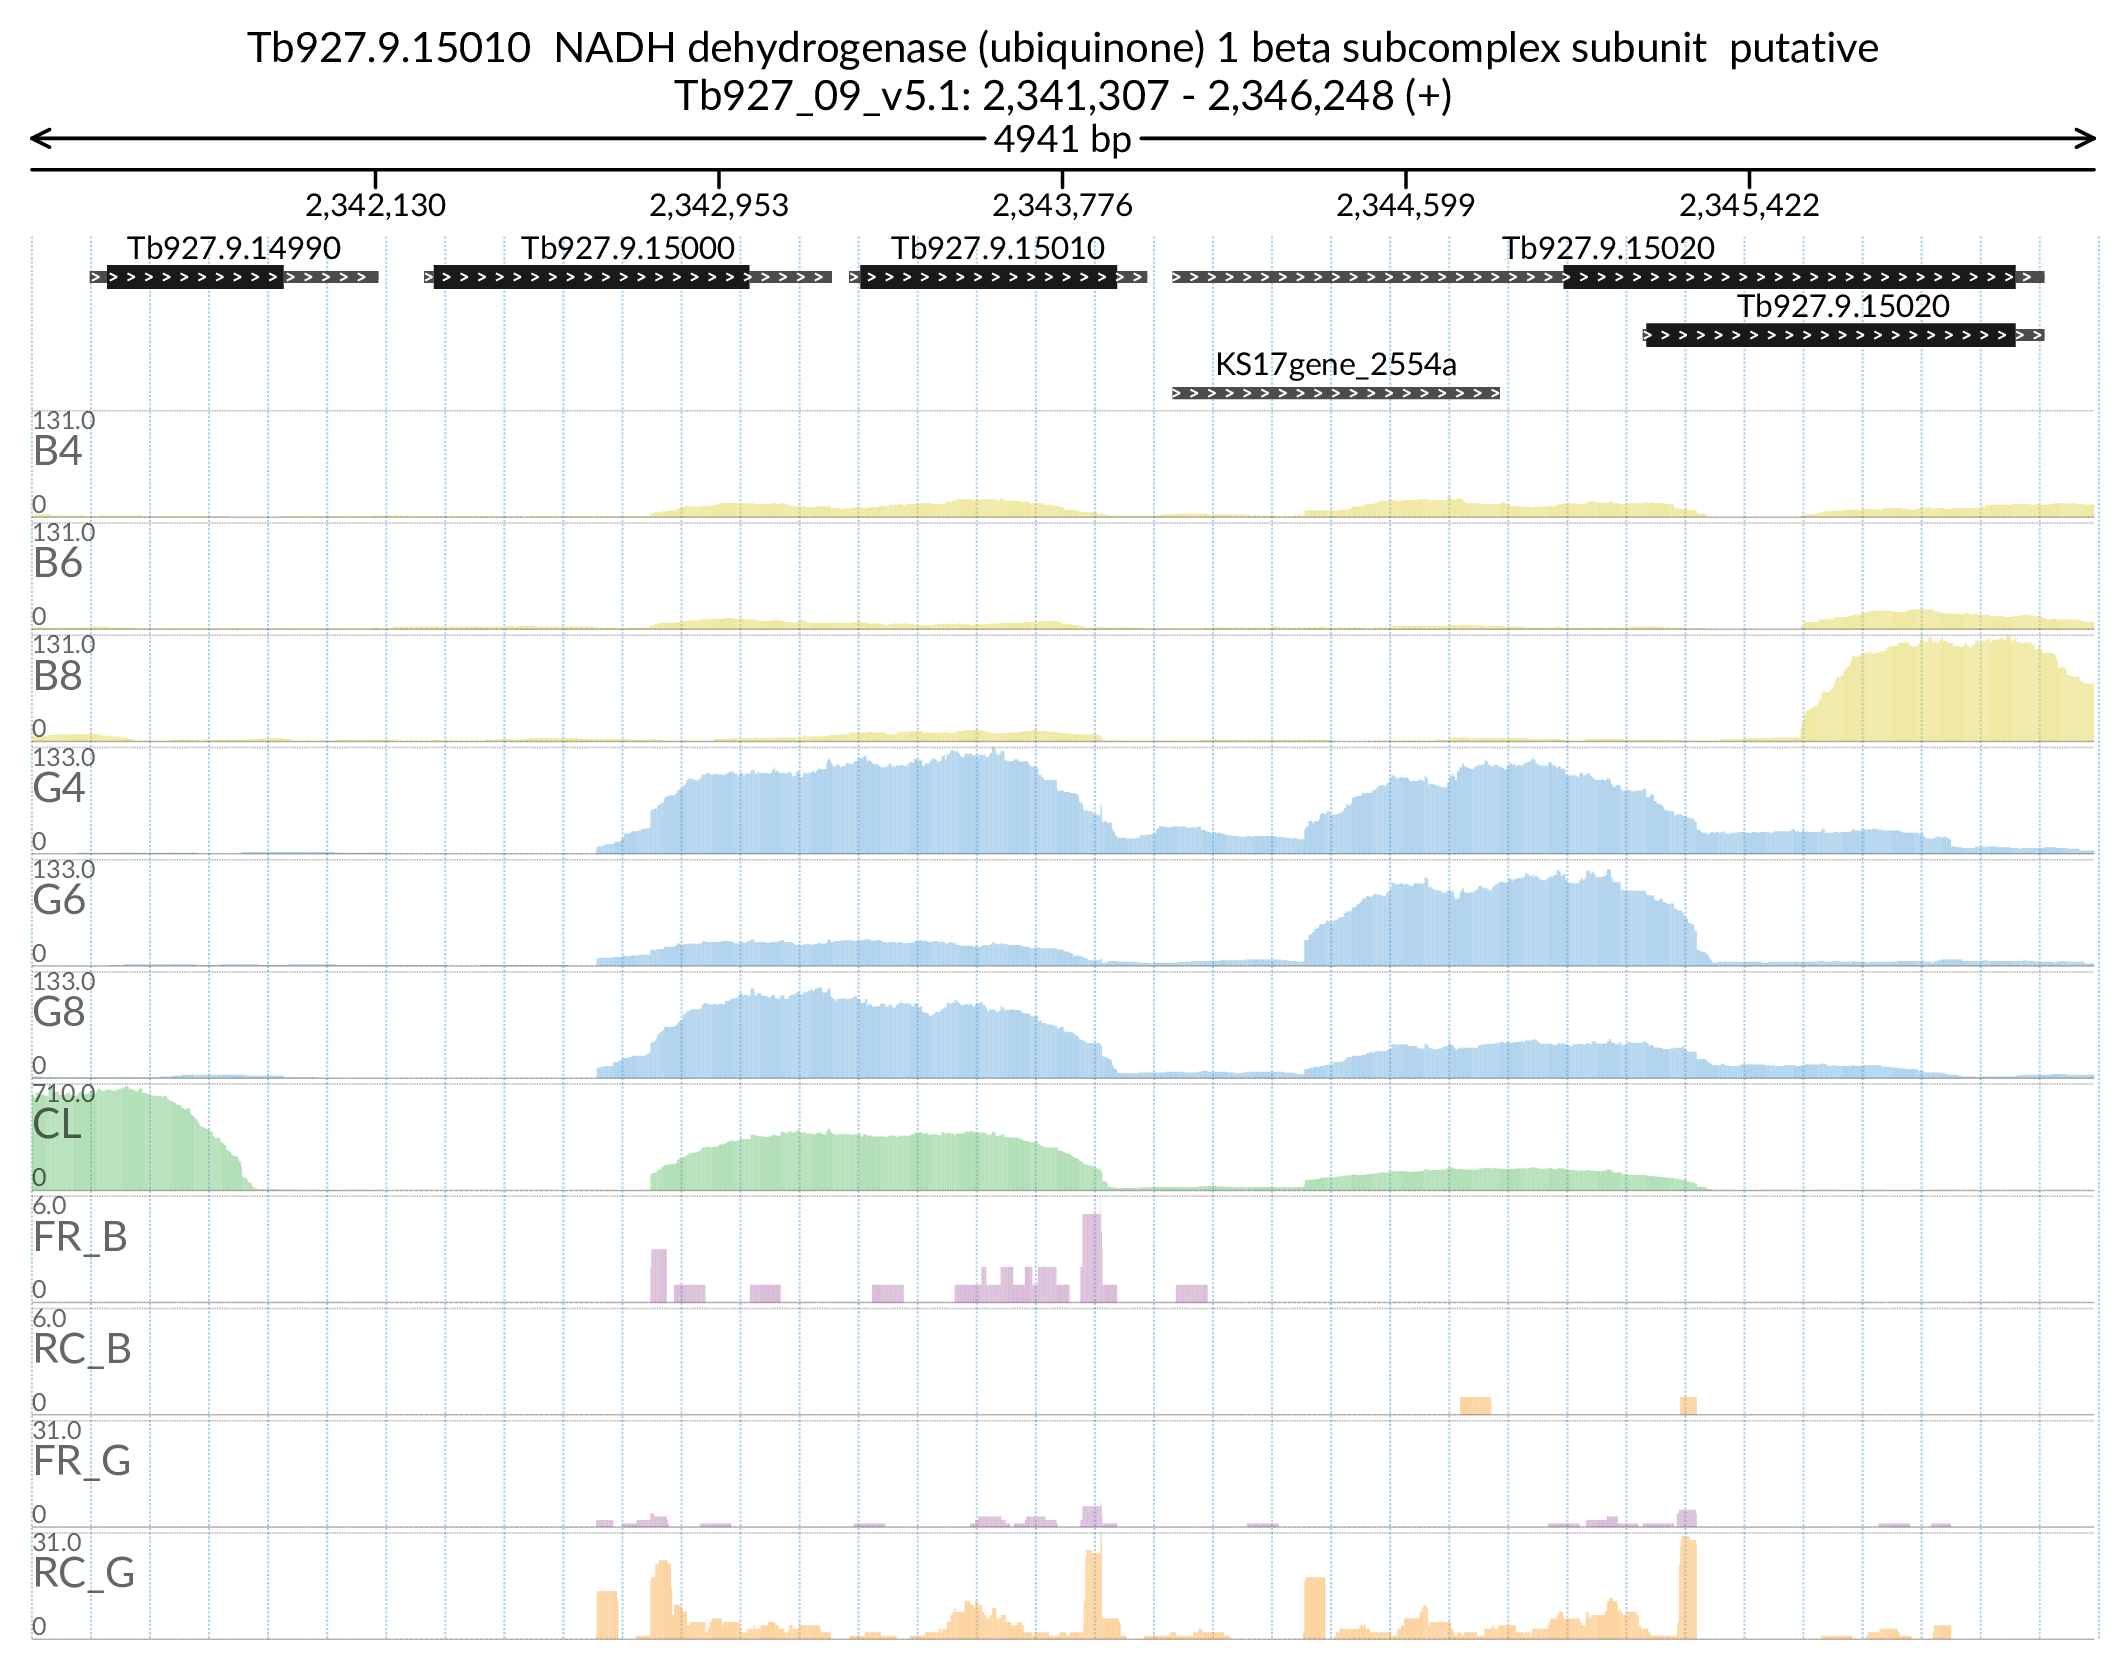 Tb927.9.15010  NADH dehydrogenase (ubiquinone) 1 beta subcomplex subunit  putative
Tb927_09_v5.1: 2,341,307 - 2,346,248 (+)
4941 bp
2,342,130 2,342,953 2,343,776 2,344,599 2,345,422
Tb927.9.14990 Tb927.9.15000 Tb927.9.15010 Tb927.9.15020
Tb927.9.15020
KS17gene_2554a
131.0
B4
0
131.0
B6
0
131.0
B8
0
133.0
G4
0
133.0
G6
0
133.0
G8
0
710.0
CL
0
6.0
FR_B
0
6.0
RC_B
0
31.0
FR_G
0
31.0
RC_G
0